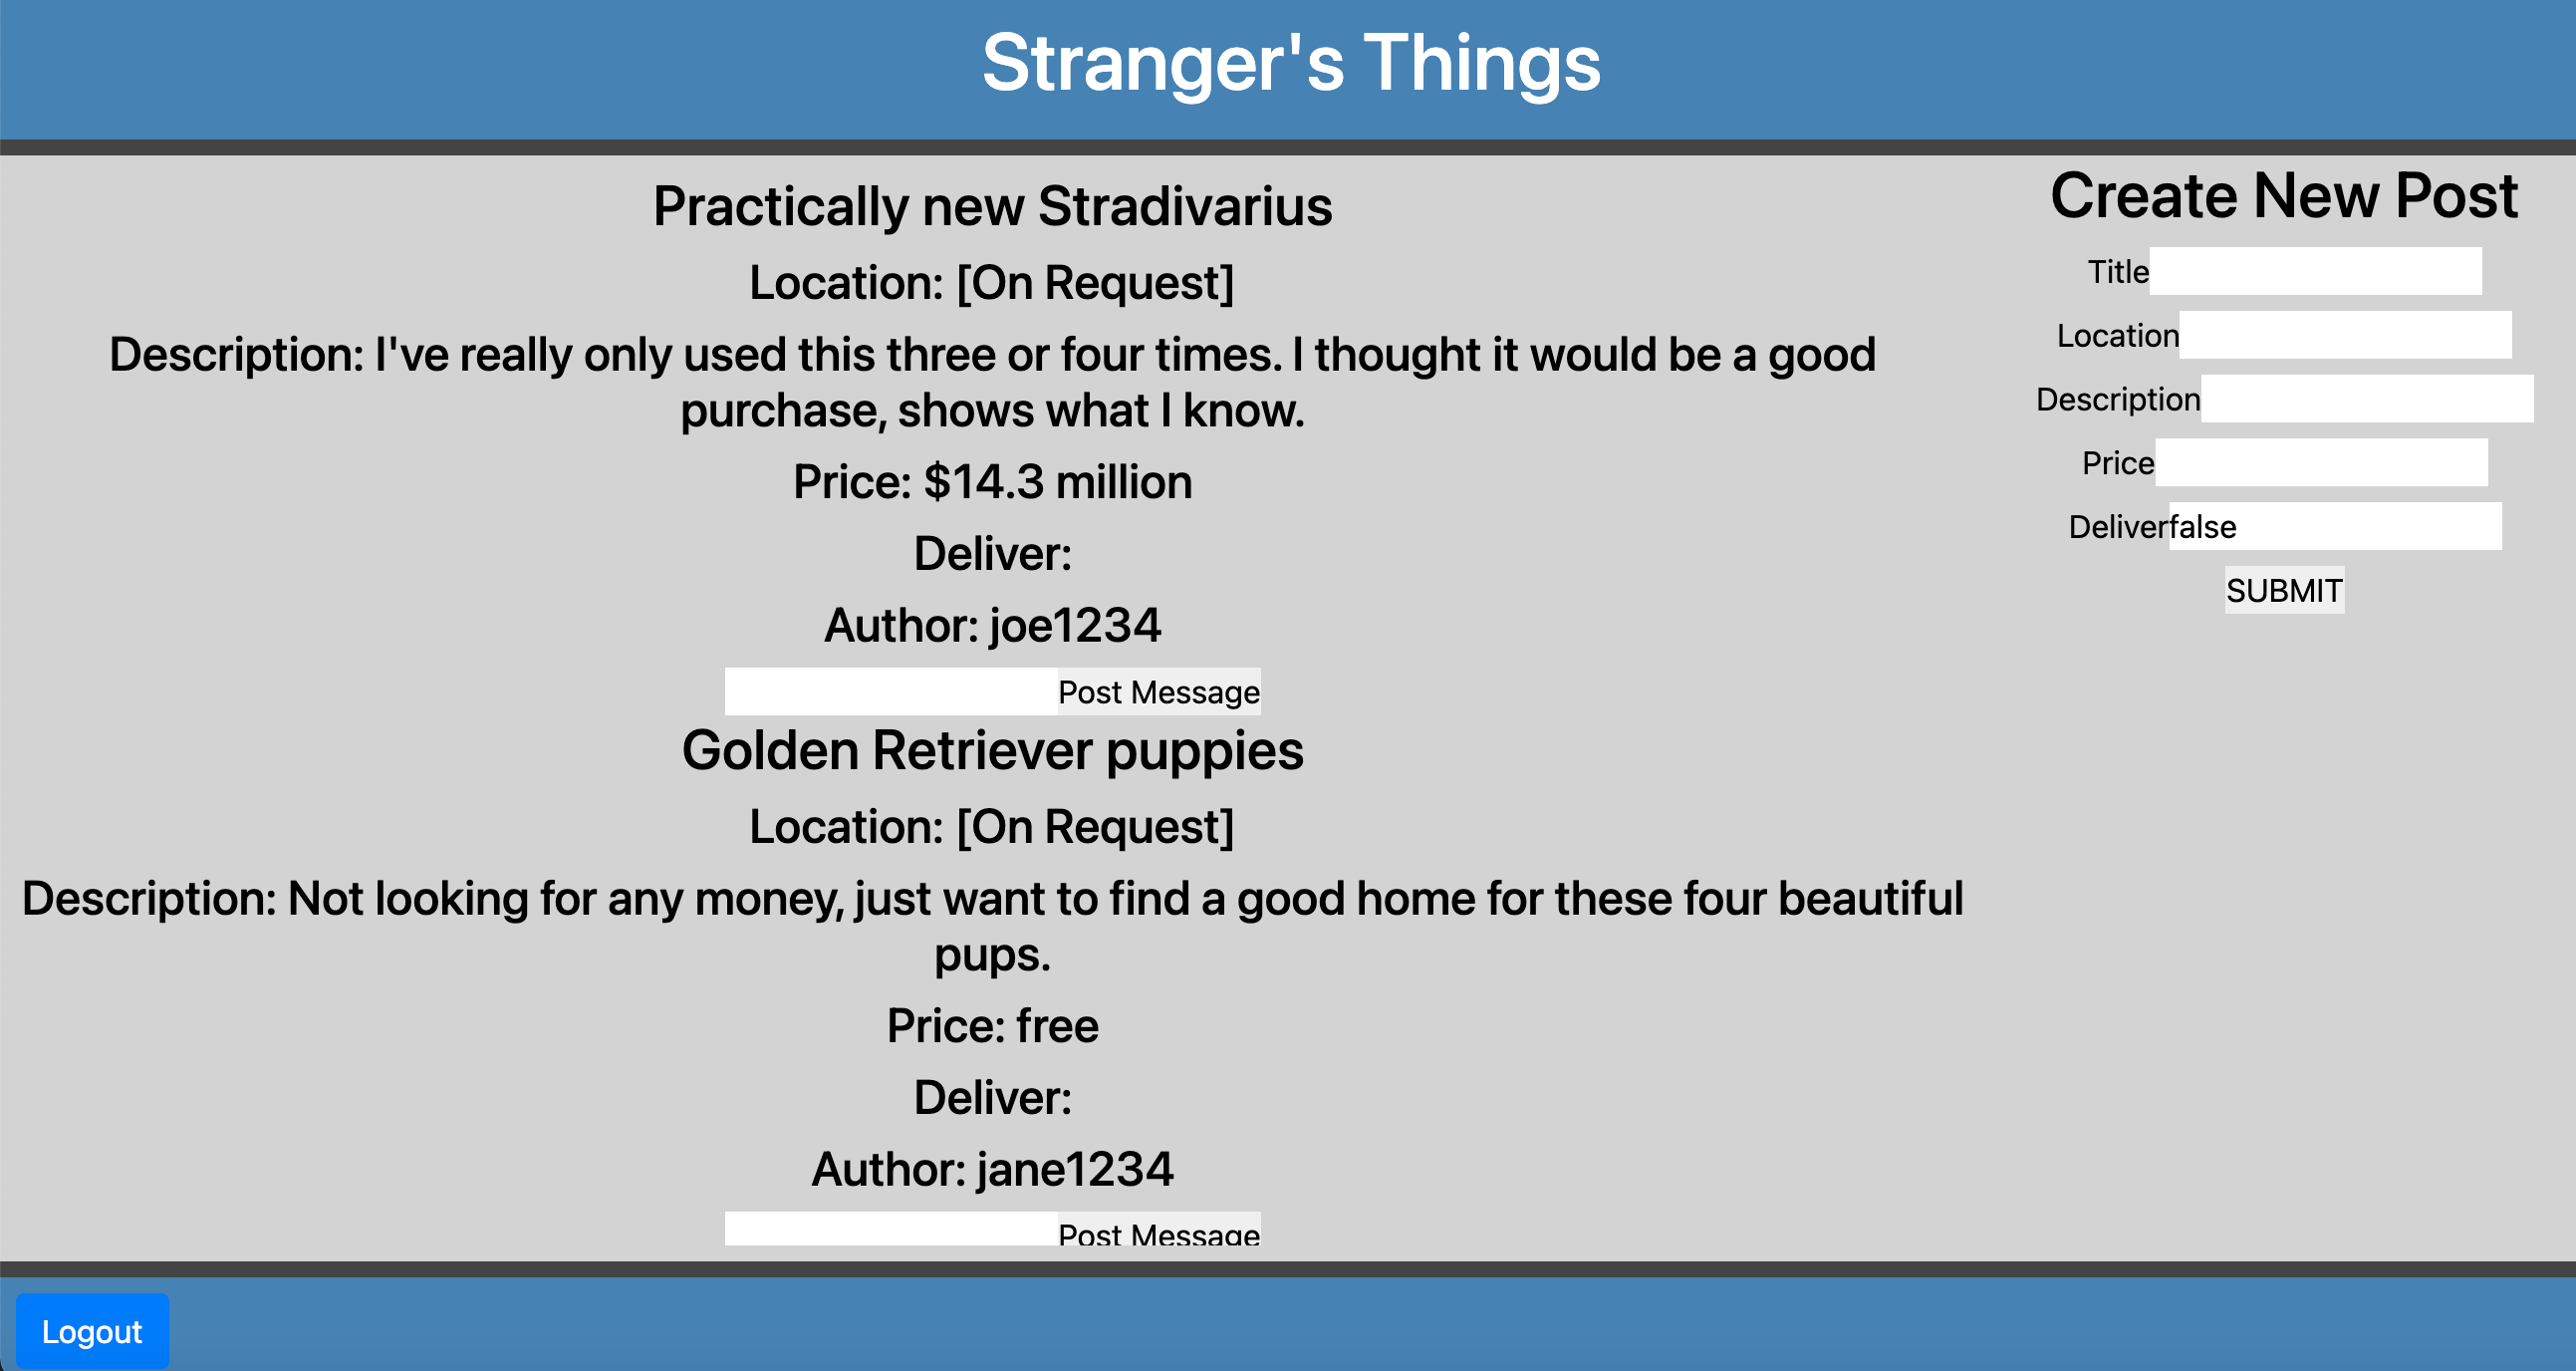 Stranger's Things
Practically new Stradivarius
Location: [On Request]
Description: I've really only used this three or four times. I thought it would be a good
purchase, shows what I know.
Price: $14.3 million
Deliver:
Author: joe1234
Post Message
Golden Retriever puppies
Location: [On Request]
Description: Not looking for any money, just want to find a good home for these four beautiful
pups.
Price: free
Deliver:
Author: jane1234
Post Message
Create New Post
Title
Location
Description
Price
Deliver false
SUBMIT
Logout